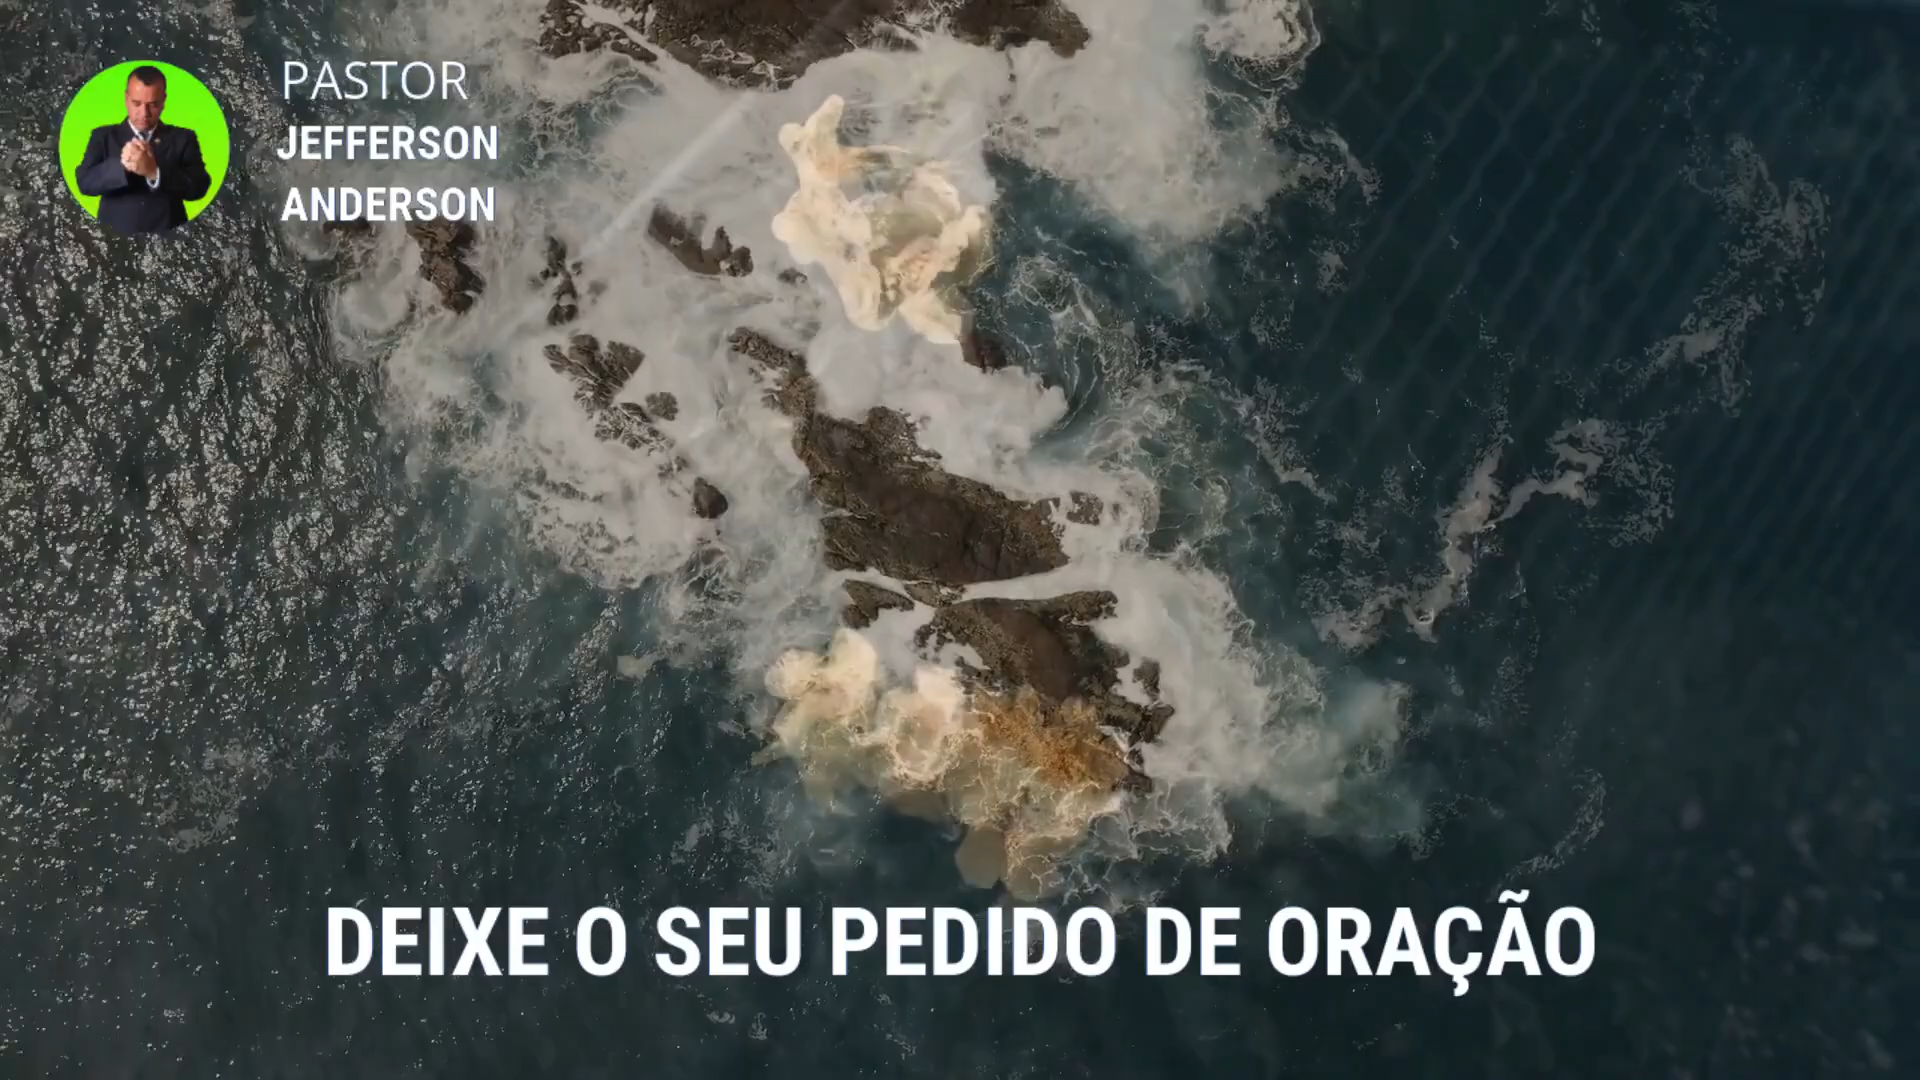 PASTOR
JEFFERSON
ANDERSON
DEIXE O SEU PEDIDO DE ORAÇÃO